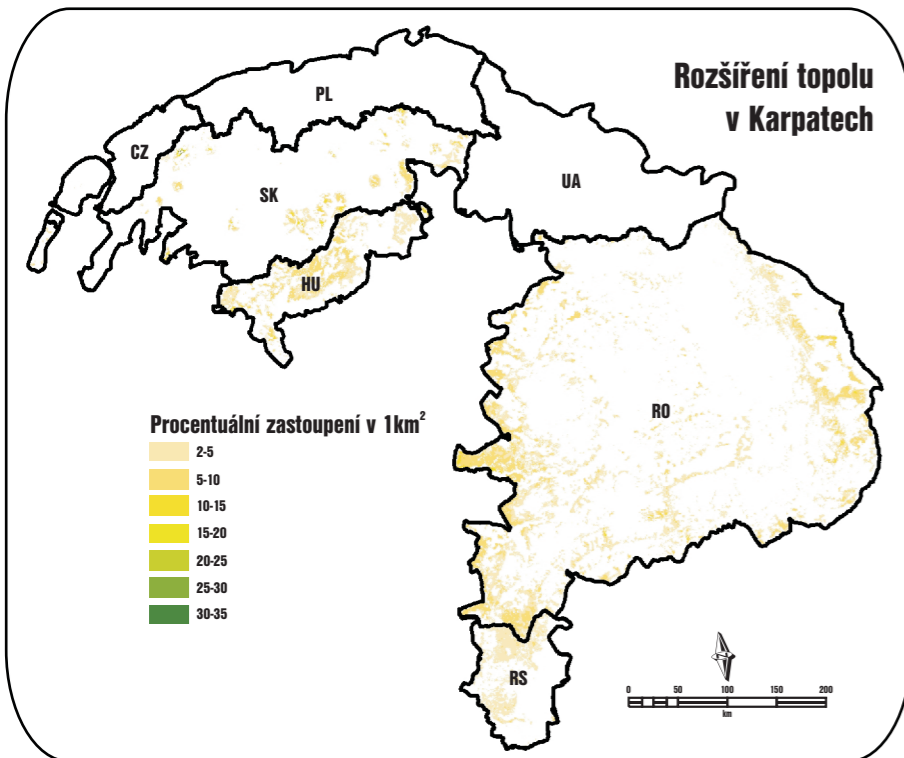 Rozšíření topolu
v Karpatech
PL
CZ
SK
UA
HU
RO
RS
Procentuální zastoupení v 1km²
2-5
5-10
10-15
15-20
20-25
25-30
30-35
0 50 100 150 200
km